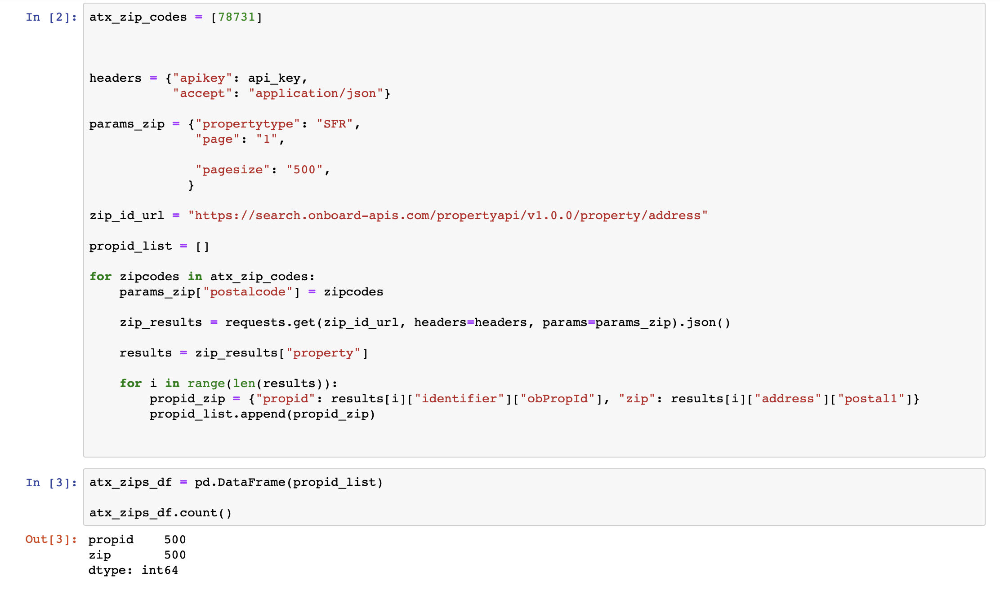 In [2]: atx_zip_codes = [78731]
headers = {"apikey": api_key,
"accept": "application/json"}
params_zip = {"propertytype": "SFR",
"page": "1",
"pagesize": "500",
}
zip_id_url = "https://search.onboard-apis.com/propertyapi/v1.0.0/property/address"
propid_list = []
for zipcodes in atx_zip_codes:
params_zip["postalcode"] = zipcodes
zip_results = requests.get(zip_id_url, headers=headers, params=params_zip).json()
results = zip_results["property"]
for i in range(len(results)):
propid_zip = {"propid": results[i]["identifier"]["obPropId"], "zip": results[i]["address"]["postal1"]}
propid_list.append(propid_zip)
In [3]: atx_zips_df = pd.DataFrame(propid_list)
atx_zips_df.count()
Out[3]: propid 500
zip 500
dtype: int64